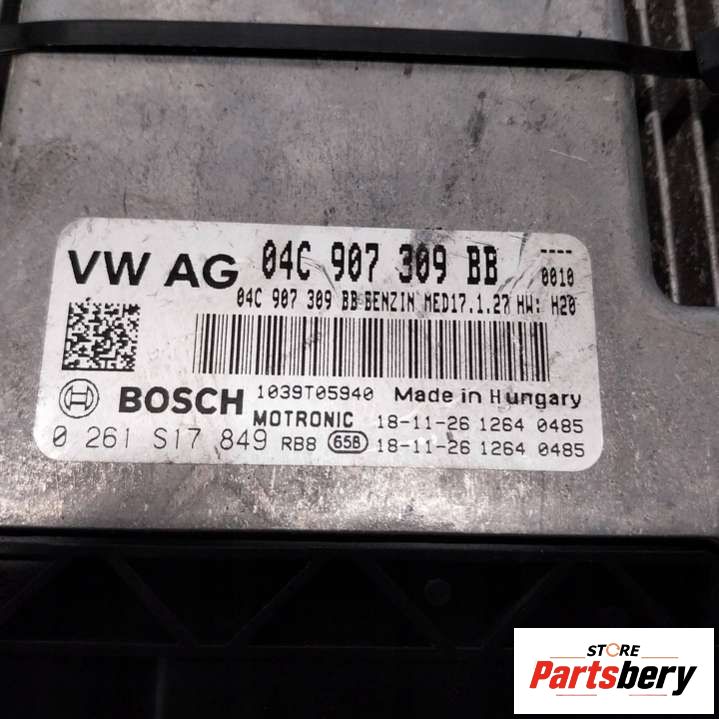 VW AG 04C 907 309 BB ----
0010
04C 907 309 BB BENZIN MED17.1.27 HW: H20
BOSCH 1039T05940 Made in Hungary
MOTRONIC 18-11-26 1264 0485
0 261 S17 849 RB8 658 18-11-26 1264 0485
STORE
Partsbery